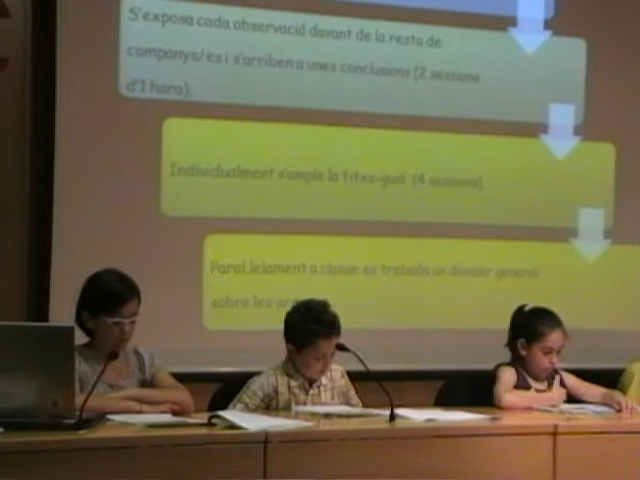 S'exposa cada observació davant de la resta de
companys/es i s'arriben a unes conclusions (2 sessions
d'1 hora).
Individualment s'omple la fitxa-guió (4 sessions).
Paral.lelament a classe es treballa un dossier general
sobre les